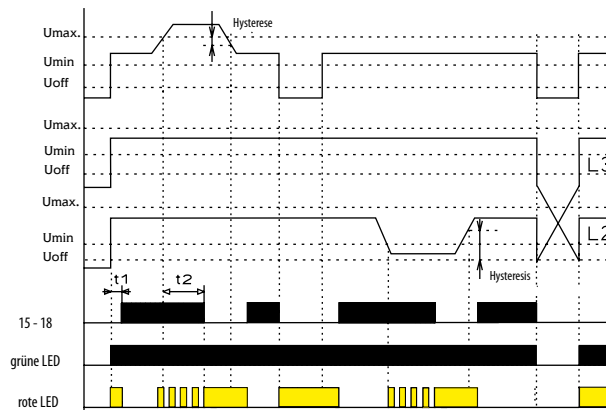 Hysterese
Umax.
Umin
Uoff
Umax.
Umin
Uoff
L3
Umax.
Umin
L2
Uoff
Hysteresis
t1
t2
15 - 18
grüne LED
rote LED